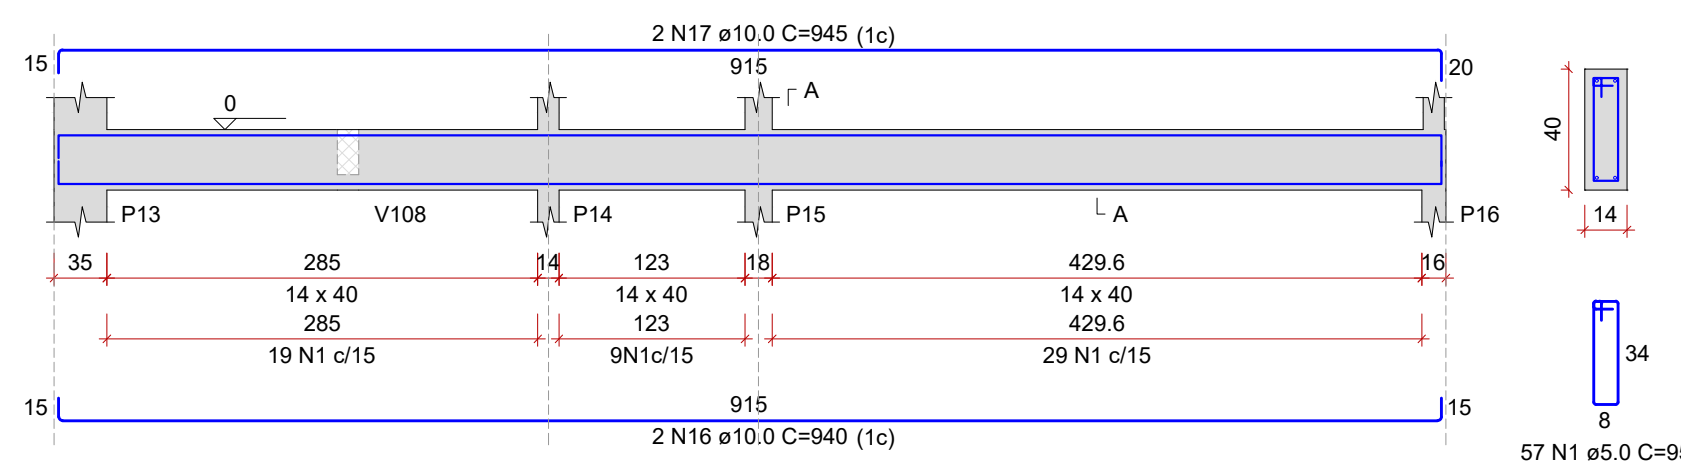 2 N17 ø10.0 C=945 (1c)
15
915
20
A
0
40
P13
V108
P14
P15
A
P16
14
35
285
14
123
18
429.6
16
14 x 40
14 x 40
14 x 40
285
123
429.6
19 N1 c/15
9N1c/15
29 N1 c/15
34
15
915
15
8
2 N16 ø10.0 C=940 (1c)
57 N1 ø5.0 C=95